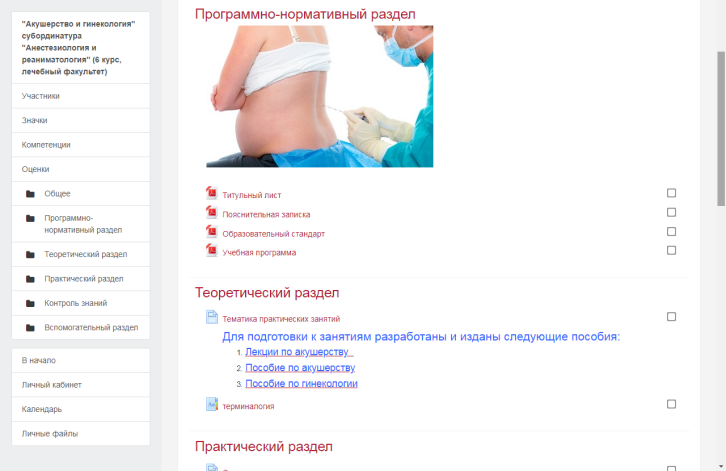 "Акушерство и гинекология"
субординатура
"Анестезиология и
реаниматология" (6 курс,
лечебный факультет)
Участники
Значки
Компетенции
Оценки
Общее
Программно-
нормативный раздел
Теоретический раздел
Практический раздел
Контроль знаний
Вспомогательный раздел
В начало
Личный кабинет
Календарь
Личные файлы
Программно-нормативный раздел
Титульный лист
Пояснительная записка
Образовательный стандарт
Учебная программа
Теоретический раздел
Тематика практических занятий
Для подготовки к занятиям разработаны и изданы следующие пособия:
1. Лекции по акушерству
2. Пособие по акушерству
3. Пособие по гинекологии
терминалогия
Практический раздел